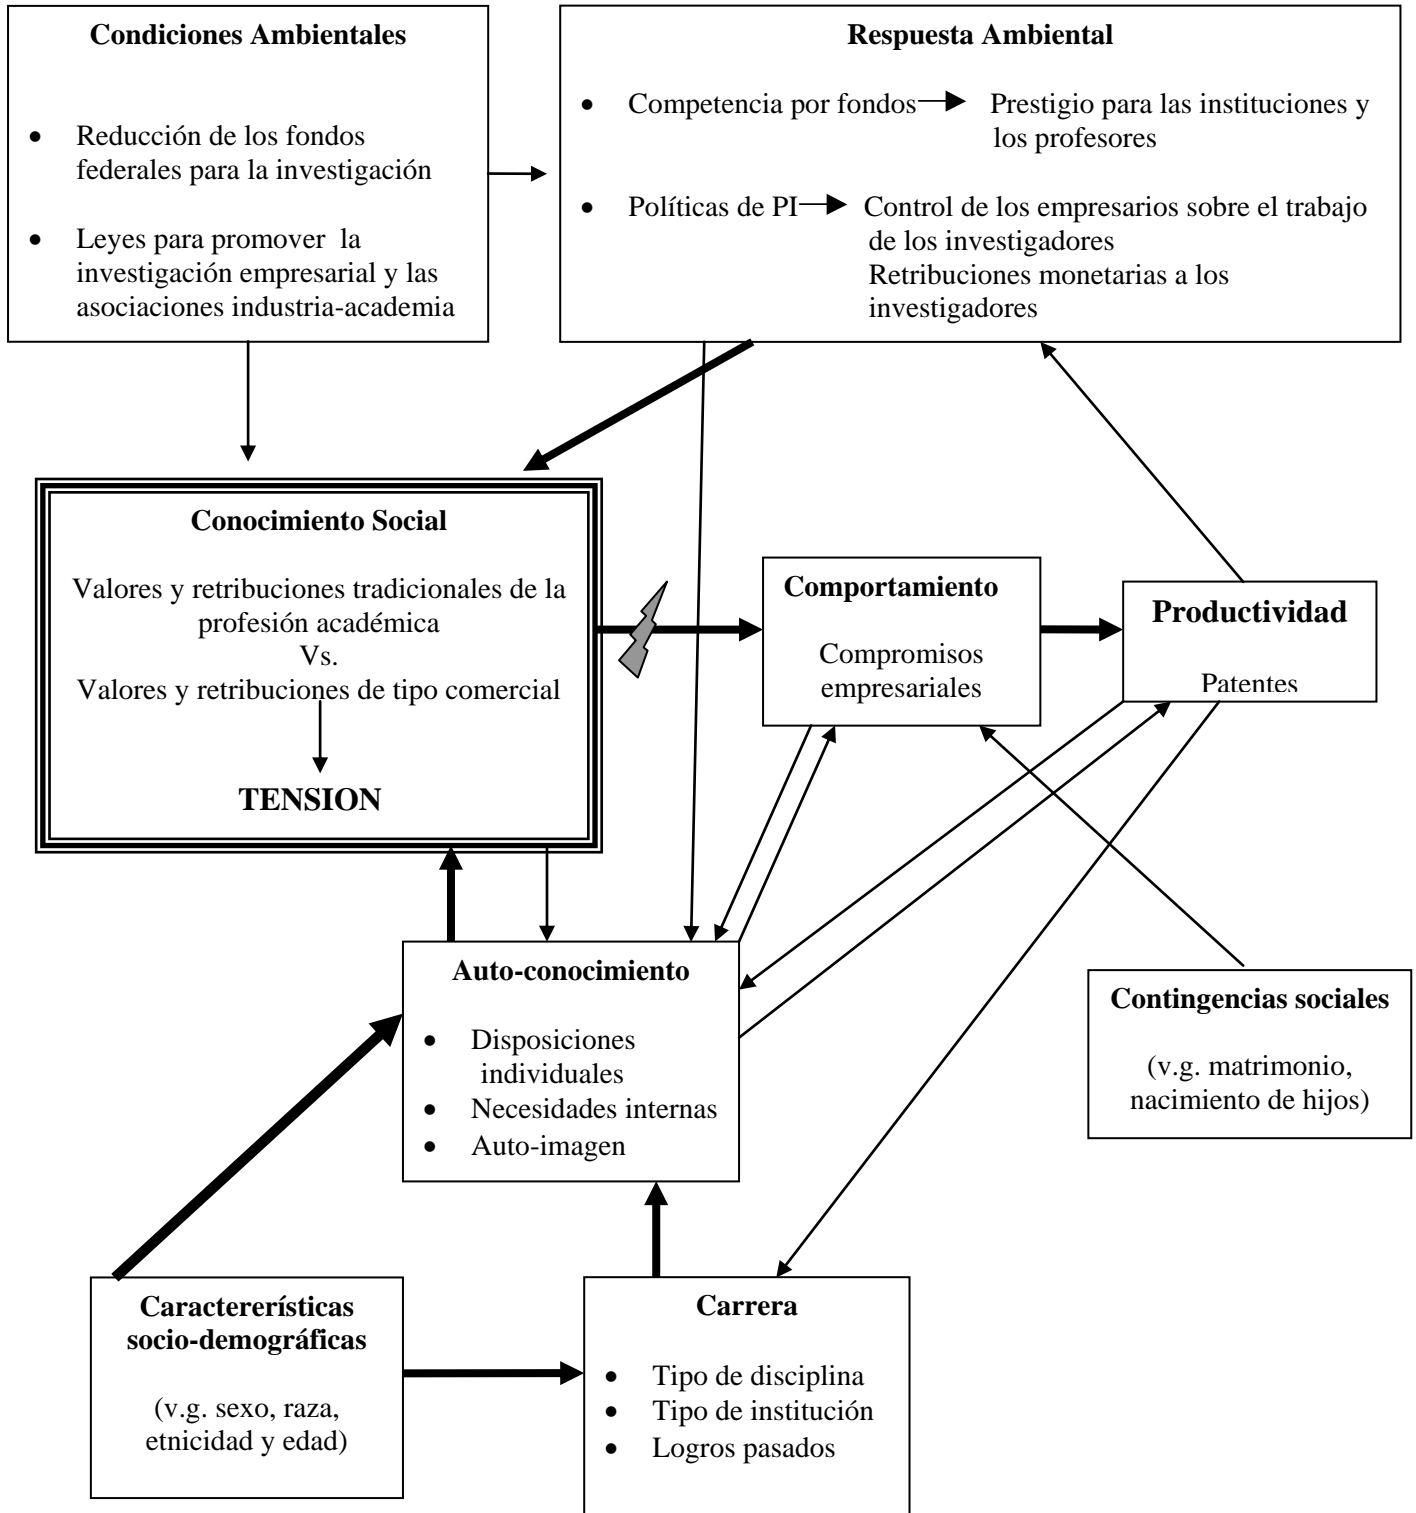 Condiciones Ambientales
• Reducción de los fondos
federales para la investigación
• Leyes para promover la
investigación empresarial y las
asociaciones industria-academia
Respuesta Ambiental
• Competencia por fondos Prestigio para las instituciones y
los profesores
• Políticas de PI Control de los empresarios sobre el trabajo
de los investigadores
Retribuciones monetarias a los
investigadores
Conocimiento Social
Valores y retribuciones tradicionales de la
profesión académica
Vs.
Valores y retribuciones de tipo comercial
TENSION
Comportamiento
Compromisos
empresariales
Productividad
Patentes
Auto-conocimiento
• Disposiciones
individuales
• Necesidades internas
• Auto-imagen
Contingencias sociales
(v.g. matrimonio,
nacimiento de hijos)
Caractererísticas
socio-demográficas
(v.g. sexo, raza,
etnicidad y edad)
Carrera
• Tipo de disciplina
• Tipo de institución
• Logros pasados